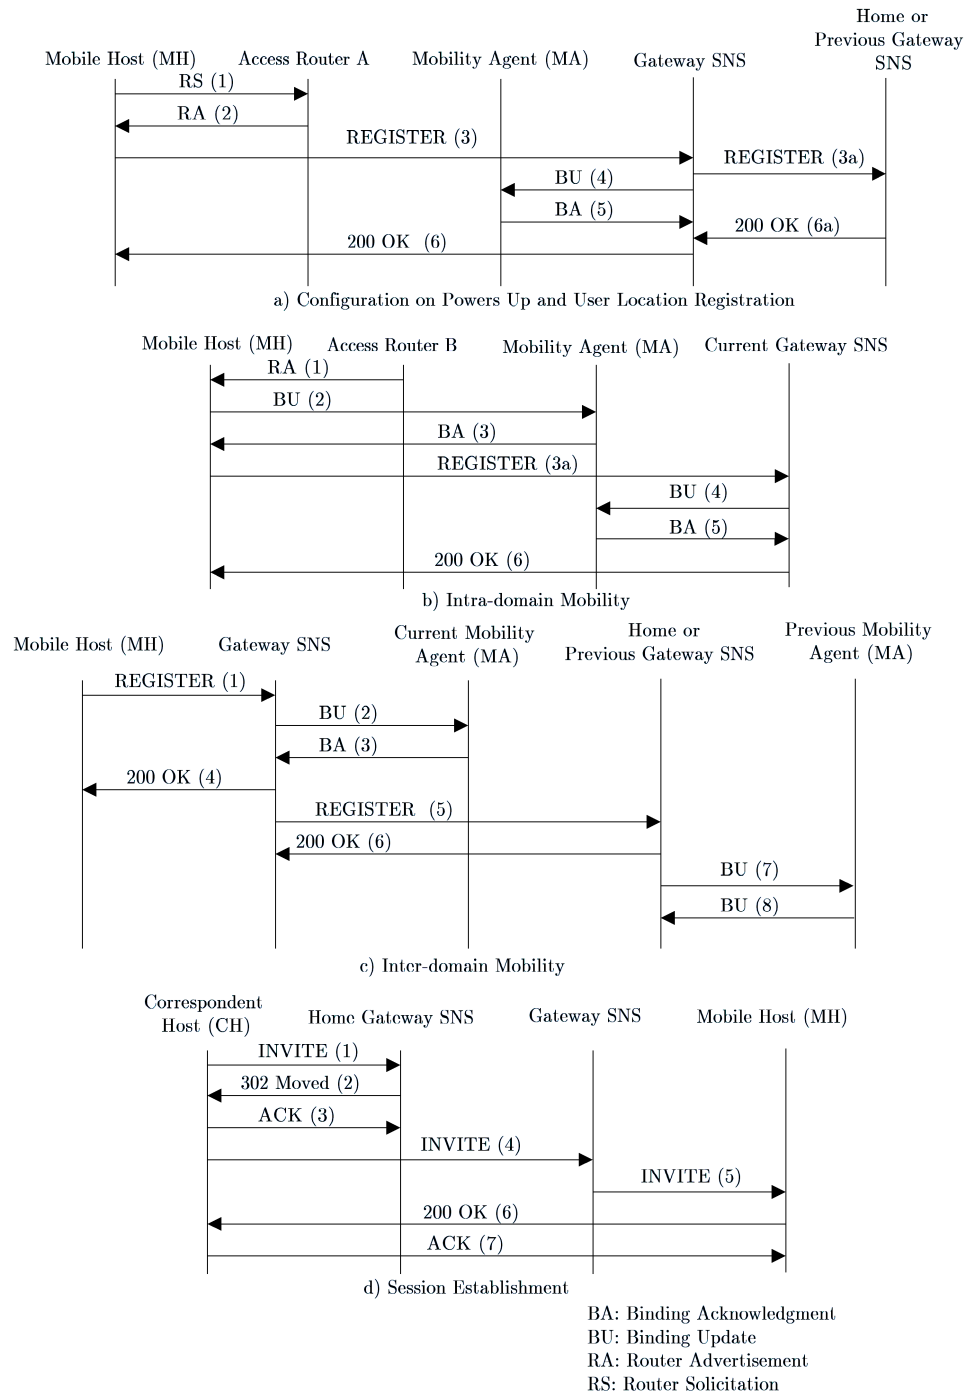 Home or
Previous Gateway
SNS
Mobile Host (MH) Access Router A Mobility Agent (MA) Gateway SNS
RS (1)
RA (2)
REGISTER (3)
REGISTER (3a)
BU (4)
BA (5)
200 OK (6a)
200 OK (6)
a) Configuration on Powers Up and User Location Registration
Mobile Host (MH) Access Router B Mobility Agent (MA) Current Gateway SNS
RA (1)
BU (2)
BA (3)
REGISTER (3a)
BU (4)
BA (5)
200 OK (6)
b) Intra-domain Mobility
Mobile Host (MH) Gateway SNS
Current Mobility
Agent (MA)
Home or
Previous Gateway SNS
Previous Mobility
Agent (MA)
REGISTER (1)
BU (2)
BA (3)
200 OK (4)
REGISTER (5)
200 OK (6)
BU (7)
BU (8)
c) Inter-domain Mobility
Correspondent
Host (CH)
Home Gateway SNS Gateway SNS Mobile Host (MH)
INVITE (1)
302 Moved (2)
ACK (3)
INVITE (4)
INVITE (5)
200 OK (6)
ACK (7)
d) Session Establishment
BA: Binding Acknowledgment
BU: Binding Update
RA: Router Advertisement
RS: Router Solicitation